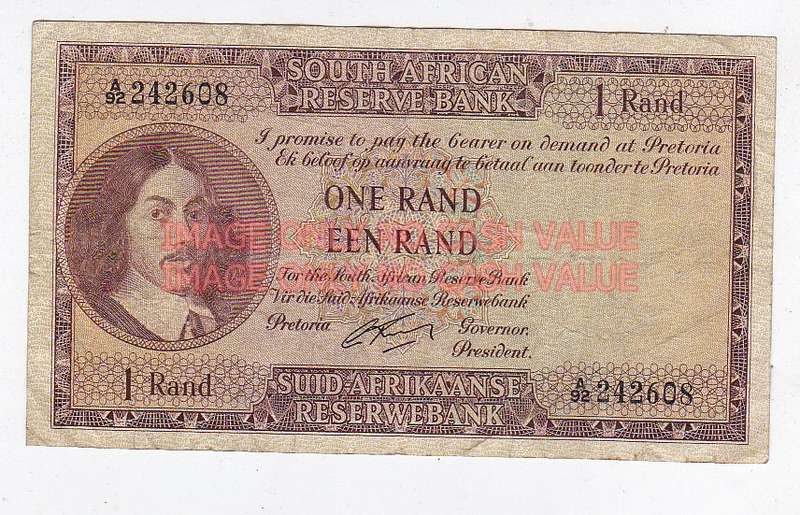 SOUTH AFRICAN
RESERVE BANK
A/92 242608
1 Rand
I promise to pay the bearer on demand at Pretoria
Ek beloof op aanvraag te betaal aan toonder te Pretoria
ONE RAND
EEN RAND
IMAGE ONLY NO CASH VALUE
IMAGE ONLY NO CASH VALUE
For the South African Reserve Bank
Vir die Suid-Afrikaanse Reserwebank
Pretoria
Governor.
President.
1 Rand
SUID-AFRIKAANSE
RESERWEBANK
A/92 242608